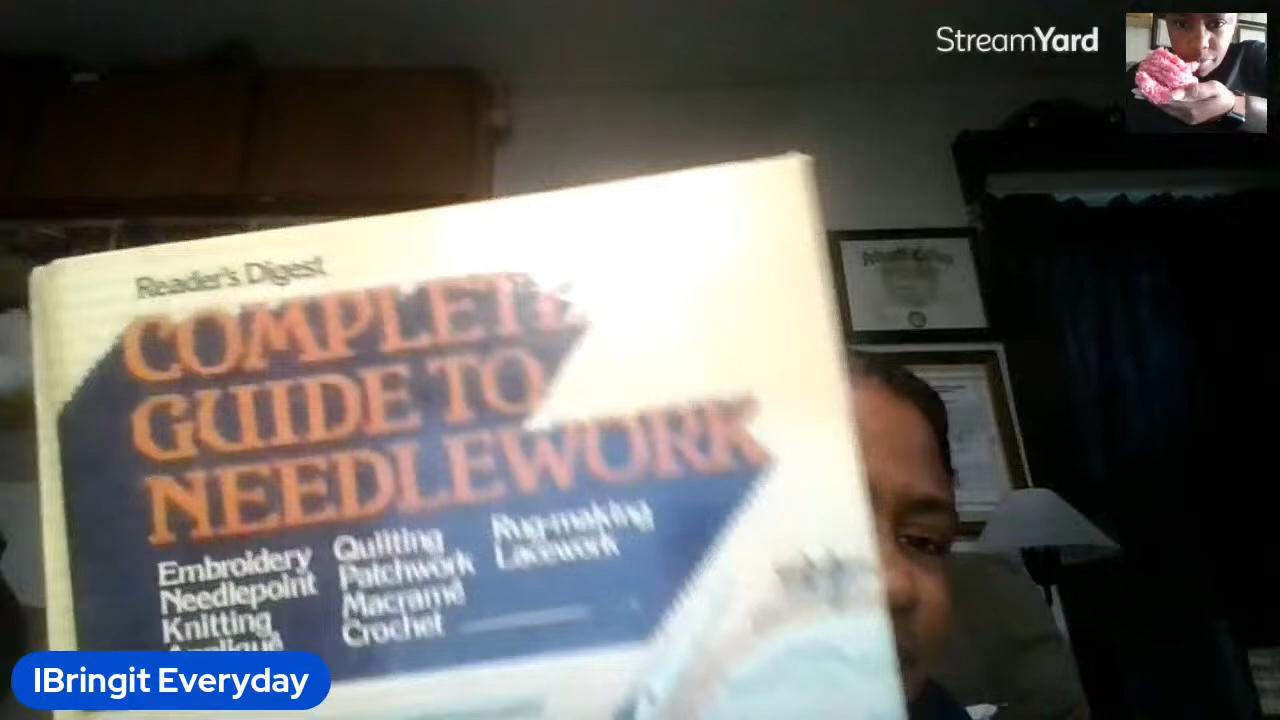 StreamYard
Reader's Digest
COMPLETE
GUIDE TO
NEEDLEWORK
Embroidery
Needlepoint
Knitting
Appliqué
Quilting
Patchwork
Macramé
Crochet
Rug-making
Lacework
IBringit Everyday